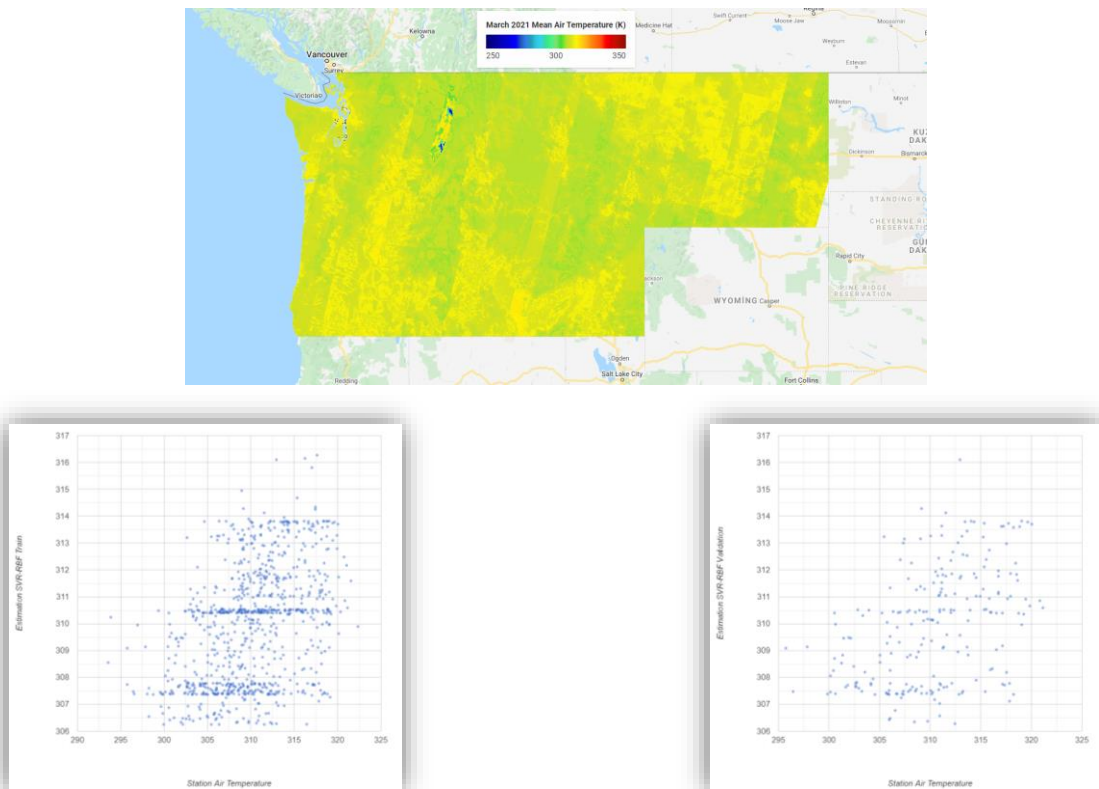 Kelowna
Medicine Hat
Swift Current
Regina
Moose Jaw
Moosomin
Weyburn
Estevan
March 2021 Mean Air Temperature (K)
250 300 350
Vancouver
Surrey
Victoria
Williston
Minot
Dickinson
Bismarck
STANDING RO
CHEYENNE RI
RESERVATIO
Rapid City
PINE RIDGE
RESERVATION
Jackson
WYOMING
Casper
Ogden
Salt Lake City
Fort Collins
Redding
317
316
315
314
313
312
311
310
309
308
307
306
290 295 300 305 310 315 320 325
Estimation SVR-RBF Train
Station Air Temperature
317
316
315
314
313
312
311
310
309
308
307
306
295 300 305 310 315 320 325
Estimation SVR-RBF Validation
Station Air Temperature